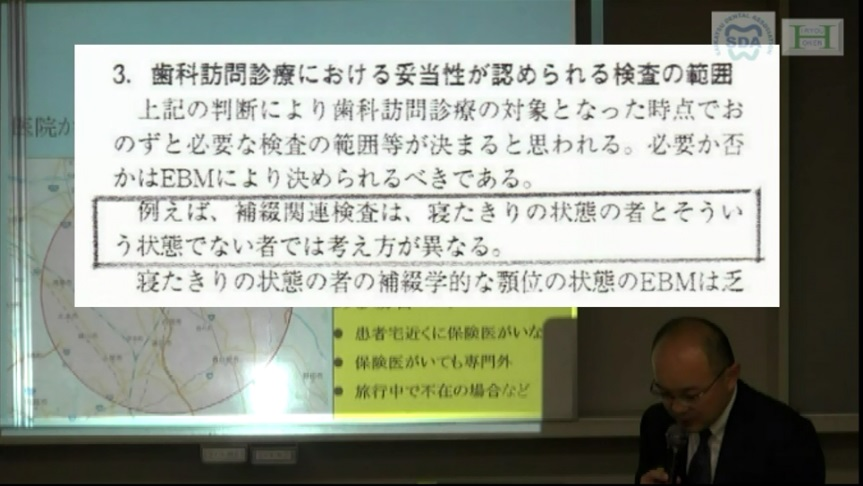 3. 歯科訪問診療における妥当性が認められる検査の範囲
上記の判断により歯科訪問診療の対象となった時点でお
のずと必要な検査の範囲等が決まると思われる。必要か否
かはEBMにより決められるべきである。
例えば、補綴関連検査は、寝たきりの状態の者とそうい
う状態でない者では考え方が異なる。
寝たきりの状態の者の補綴学的な顎位の状態のEBMは乏
医院か
● 患者宅近くに保険医がいな
● 保険医がいても専門外
● 旅行中で不在の場合など
SDA
H